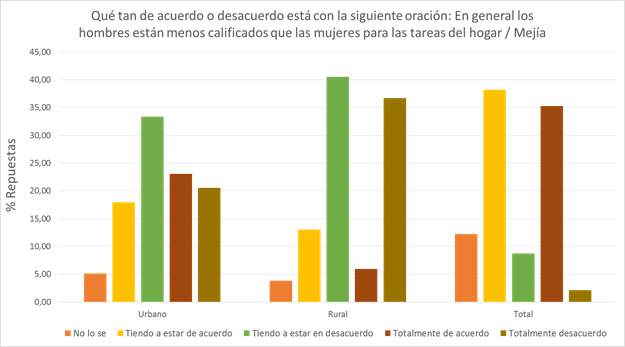 Qué tan de acuerdo o desacuerdo está con la siguiente oración: En general los
hombres están menos calificados que las mujeres para las tareas del hogar / Mejía
% Repuestas
45,00
40,00
35,00
30,00
25,00
20,00
15,00
10,00
5,00
0,00
Urbano Rural Total
No lo se Tiendo a estar de acuerdo Tiendo a estar en desacuerdo Totalmente de acuerdo Totalmente desacuerdo